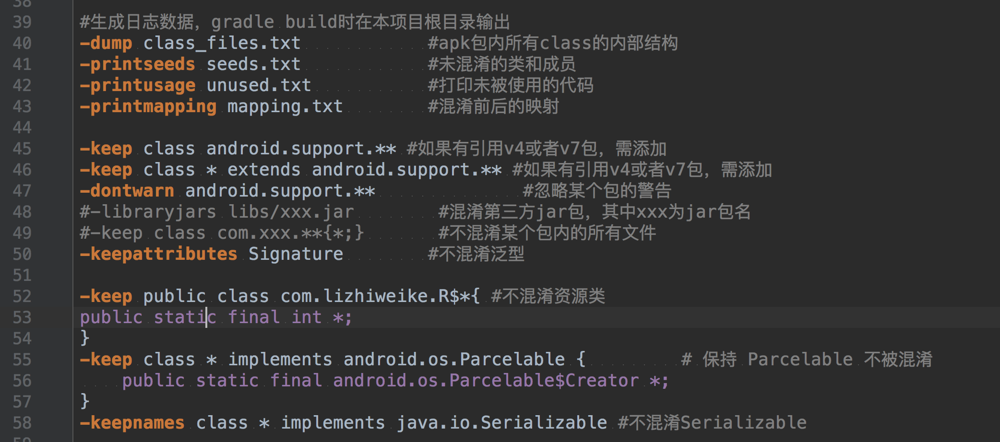 38
39 #生成日志数据，gradle build时在本项目根目录输出
40 -dump class_files.txt #apk包内所有class的内部结构
41 -printseeds seeds.txt #未混淆的类和成员
42 -printusage unused.txt #打印未被使用的代码
43 -printmapping mapping.txt #混淆前后的映射
44
45 -keep class android.support.** #如果有引用v4或者v7包，需添加
46 -keep class * extends android.support.** #如果有引用v4或者v7包，需添加
47 -dontwarn android.support.** #忽略某个包的警告
48 #-libraryjars libs/xxx.jar #混淆第三方jar包，其中xxx为jar包名
49 #-keep class com.xxx.**{*;} #不混淆某个包内的所有文件
50 -keepattributes Signature #不混淆泛型
51
52 -keep public class com.lizhiweike.R$*{ #不混淆资源类
53 public static final int *;
54 }
55 -keep class * implements android.os.Parcelable { # 保持 Parcelable 不被混淆
56 public static final android.os.Parcelable$Creator *;
57 }
58 -keepnames class * implements java.io.Serializable #不混淆Serializable
59